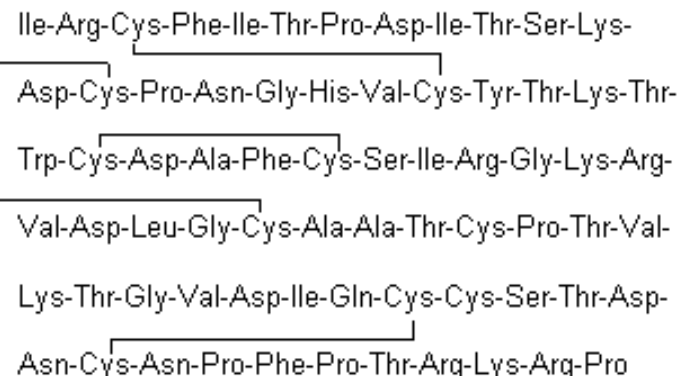 Ile-Arg-Cys-Phe-Ile-Thr-Pro-Asp-Ile-Thr-Ser-Lys-
Asp-Cys-Pro-Asn-Gly-His-Val-Cys-Tyr-Thr-Lys-Thr-
Trp-Cys-Asp-Ala-Phe-Cys-Ser-Ile-Arg-Gly-Lys-Arg-
Val-Asp-Leu-Gly-Cys-Ala-Ala-Thr-Cys-Pro-Thr-Val-
Lys-Thr-Gly-Val-Asp-Ile-Gln-Cys-Cys-Ser-Thr-Asp-
Asn-Cys-Asn-Pro-Phe-Pro-Thr-Arg-Lys-Arg-Pro